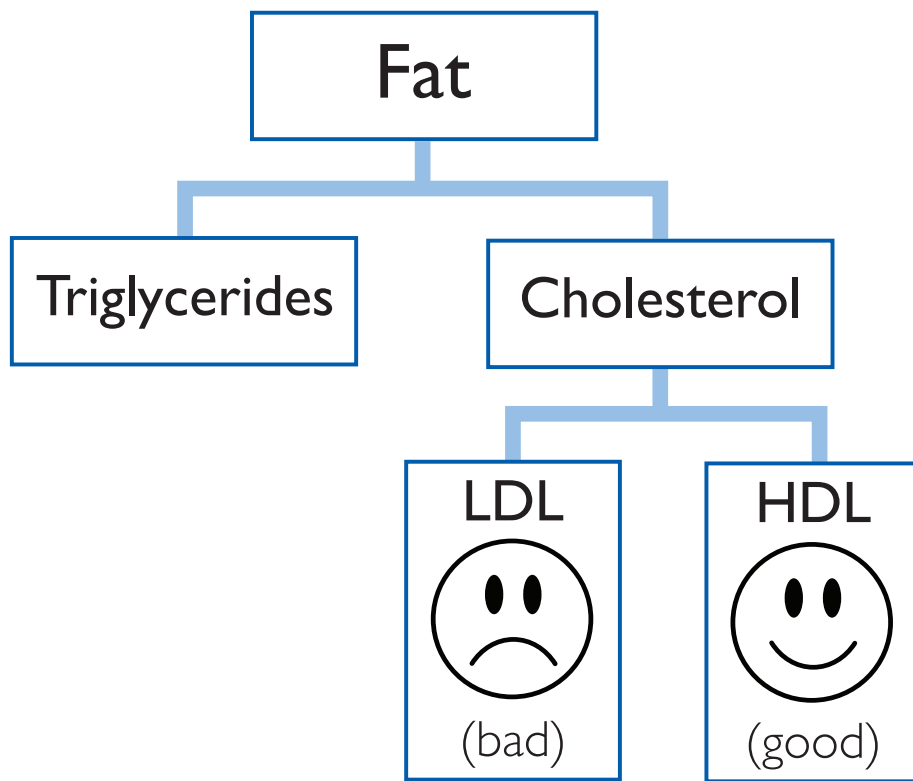 Fat
Triglycerides
Cholesterol
LDL
(bad)
HDL
(good)